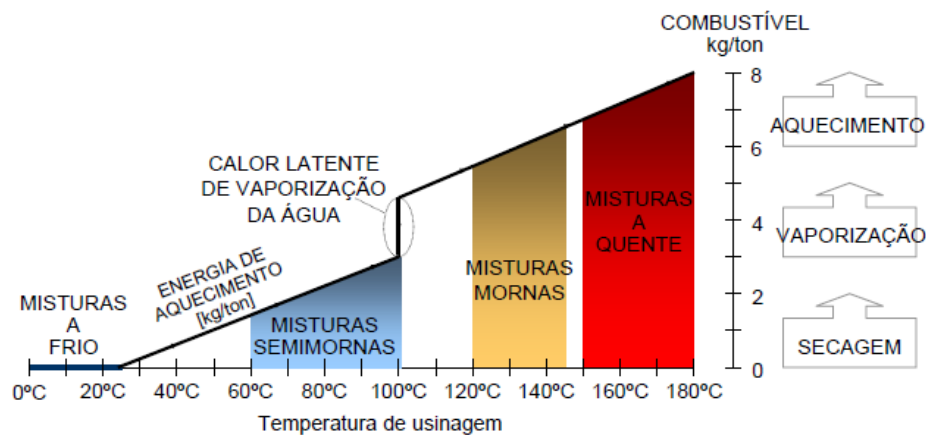 COMBUSTÍVEL
kg/ton
8
6
4
2
0
AQUECIMENTO
VAPORIZAÇÃO
SECAGEM
CALOR LATENTE
DE VAPORIZAÇÃO
DA ÁGUA
ENERGIA DE
AQUECIMENTO
[kg/ton]
MISTURAS
A
FRIO
MISTURAS
SEMIMORNAS
MISTURAS
MORNAS
MISTURAS
A
QUENTE
0ºC 20ºC 40ºC 60ºC 80ºC 100ºC 120ºC 140ºC 160ºC 180ºC
Temperatura de usinagem